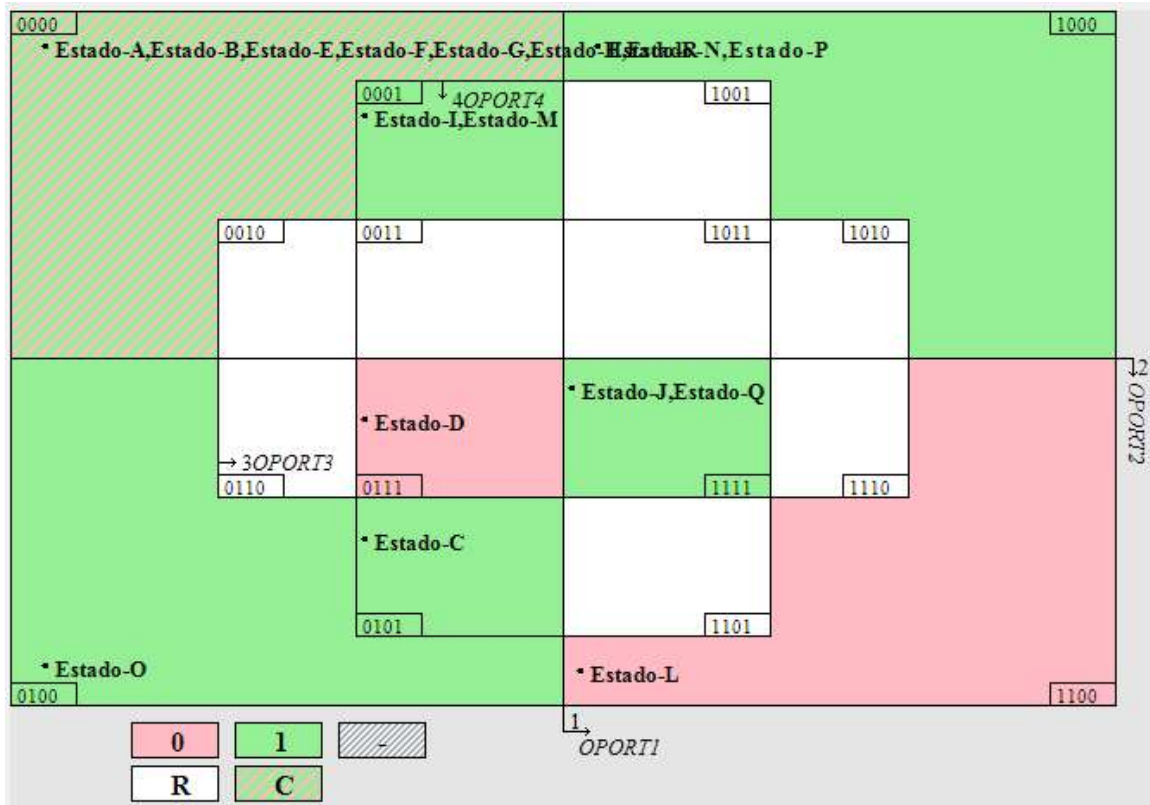 0000
1000
Estado-A,Estado-B,Estado-E,Estado-F,Estado-G,Estado-H,Estado-R
Estado-N,Estado-P
0001
4OPORT4
1001
Estado-I,Estado-M
0010
0011
1011
1010
2
OPORT2
Estado-J,Estado-Q
Estado-D
3OPORT3
0110
0111
1111
1110
Estado-C
0101
1101
Estado-O
Estado-L
0100
1100
1
OPORT1
0
1
-
R
C